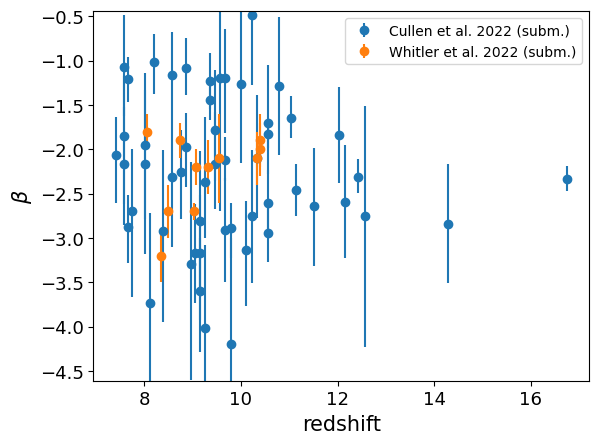 Cullen et al. 2022 (subm.)
Whitler et al. 2022 (subm.)
−0.5
−1.0
−1.5
−2.0
−2.5
−3.0
−3.5
−4.0
−4.5
β
8 10 12 14 16
redshift